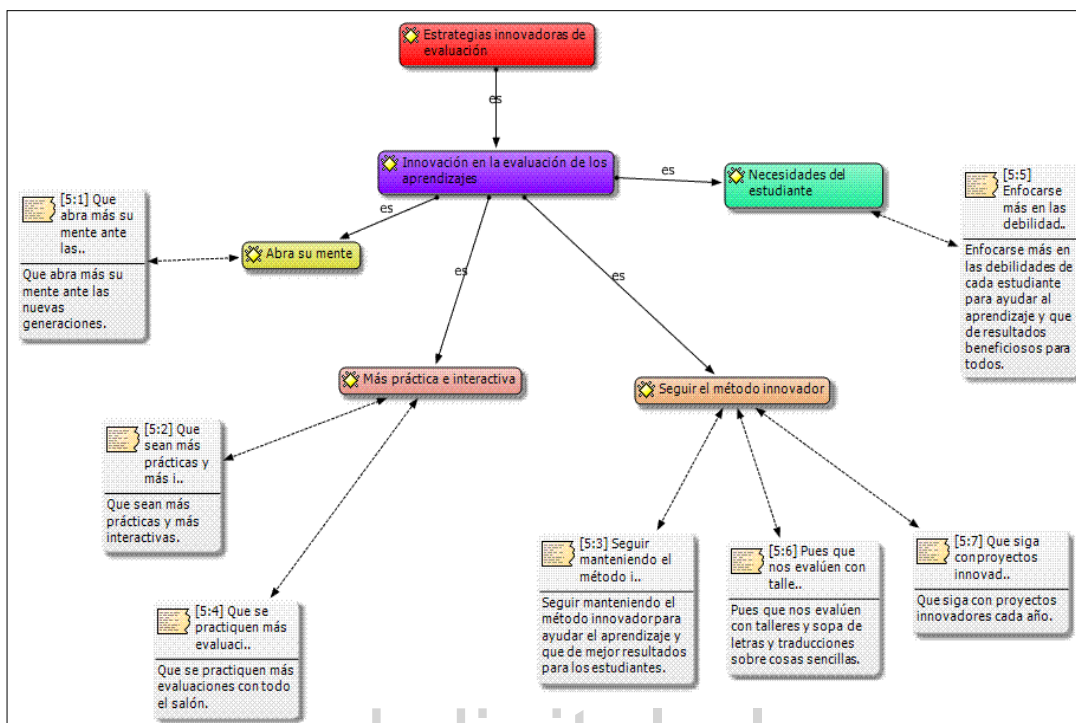 Estrategias innovadoras de
evaluación
es
Innovación en la evaluación de los
aprendizajes
es
Necesidades del
estudiante
[5:5]
Enfocarse
más en las
debilidad..
Enfocarse más en
las debilidades de
cada estudiante
para ayudar al
aprendizaje y que
de resultados
beneficiosos para
todos.
es
Abra su mente
[5:1] Que
abra más su
mente ante
las..
Que abra más su
mente ante las
nuevas
generaciones.
es
Más práctica e interactiva
[5:2] Que
sean más
prácticas y
más i..
Que sean más
prácticas y más
interactivas.
[5:4] Que se
practiquen más
evaluaci..
Que se practiquen más
evaluaciones con todo
el salón.
es
Seguir el método innovador
[5:3] Seguir
manteniendo el
método i..
Seguir manteniendo el
método innovador para
ayudar el aprendizaje y
que de mejor resultados
para los estudiantes.
[5:6] Pues que
nos evalúen con
talle..
Pues que nos evalúen
con talleres y sopa de
letras y traducciones
sobre cosas sencillas.
[5:7] Que siga
con proyectos
innovad..
Que siga con proyectos
innovadores cada año.